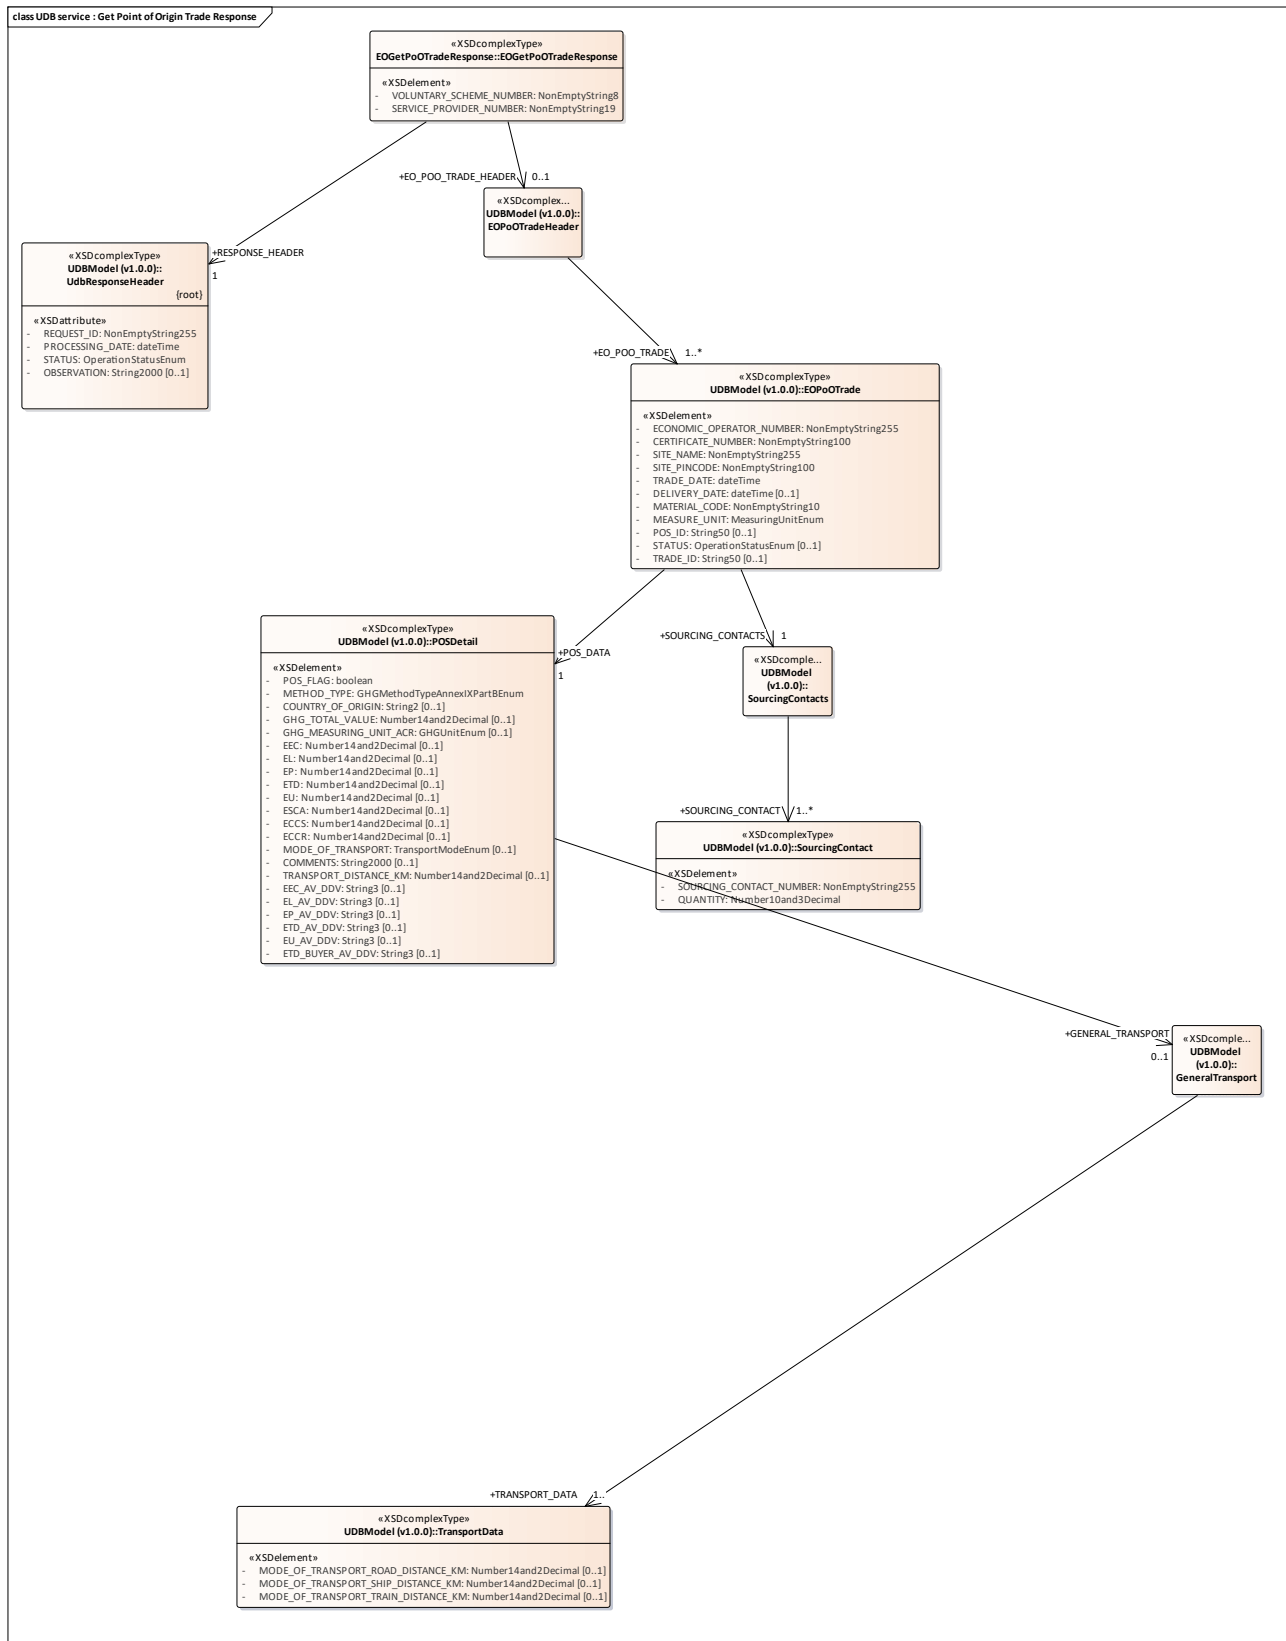 class UDB service : Get Point of Origin Trade Response
«XSDcomplexType»
EOGetPoOTradeResponse::EOGetPoOTradeResponse
«XSDelement»
- VOLUNTARY_SCHEME_NUMBER: NonEmptyString8
- SERVICE_PROVIDER_NUMBER: NonEmptyString19
+EO_POO_TRADE_HEADER 0..1
«XSDcomplex...
UDBModel (v1.0.0)::
EOPoOTradeHeader
+RESPONSE_HEADER
1
«XSDcomplexType»
UDBModel (v1.0.0)::
UdbResponseHeader
{root}
«XSDattribute»
- REQUEST_ID: NonEmptyString255
- PROCESSING_DATE: dateTime
- STATUS: OperationStatusEnum
- OBSERVATION: String2000 [0..1]
+EO_POO_TRADE 1..*
«XSDcomplexType»
UDBModel (v1.0.0)::EOPoOTrade
«XSDelement»
- ECONOMIC_OPERATOR_NUMBER: NonEmptyString255
- CERTIFICATE_NUMBER: NonEmptyString100
- SITE_NAME: NonEmptyString255
- SITE_PINCODE: NonEmptyString100
- TRADE_DATE: dateTime
- DELIVERY_DATE: dateTime [0..1]
- MATERIAL_CODE: NonEmptyString10
- MEASURE_UNIT: MeasuringUnitEnum
- POS_ID: String50 [0..1]
- STATUS: OperationStatusEnum [0..1]
- TRADE_ID: String50 [0..1]
+POS_DATA
1
«XSDcomplexType»
UDBModel (v1.0.0)::POSDetail
«XSDelement»
- POS_FLAG: boolean
- METHOD_TYPE: GHGMethodTypeAnnexIXPartBEnum
- COUNTRY_OF_ORIGIN: String2 [0..1]
- GHG_TOTAL_VALUE: Number14and2Decimal [0..1]
- GHG_MEASURING_UNIT_ACR: GHGUnitEnum [0..1]
- EEC: Number14and2Decimal [0..1]
- EL: Number14and2Decimal [0..1]
- EP: Number14and2Decimal [0..1]
- ETD: Number14and2Decimal [0..1]
- EU: Number14and2Decimal [0..1]
- ESCA: Number14and2Decimal [0..1]
- ECCS: Number14and2Decimal [0..1]
- ECCR: Number14and2Decimal [0..1]
- MODE_OF_TRANSPORT: TransportModeEnum [0..1]
- COMMENTS: String2000 [0..1]
- TRANSPORT_DISTANCE_KM: Number14and2Decimal [0..1]
- EEC_AV_DDV: String3 [0..1]
- EL_AV_DDV: String3 [0..1]
- EP_AV_DDV: String3 [0..1]
- ETD_AV_DDV: String3 [0..1]
- EU_AV_DDV: String3 [0..1]
- ETD_BUYER_AV_DDV: String3 [0..1]
+SOURCING_CONTACTS 1
«XSDcomple...
UDBModel
(v1.0.0)::
SourcingContacts
+SOURCING_CONTACT 1..*
«XSDcomplexType»
UDBModel (v1.0.0)::SourcingContact
«XSDelement»
- SOURCING_CONTACT_NUMBER: NonEmptyString255
- QUANTITY: Number10and3Decimal
+GENERAL_TRANSPORT
0..1
«XSDcomple...
UDBModel
(v1.0.0)::
GeneralTransport
+TRANSPORT_DATA 1..
«XSDcomplexType»
UDBModel (v1.0.0)::TransportData
«XSDelement»
- MODE_OF_TRANSPORT_ROAD_DISTANCE_KM: Number14and2Decimal [0..1]
- MODE_OF_TRANSPORT_SHIP_DISTANCE_KM: Number14and2Decimal [0..1]
- MODE_OF_TRANSPORT_TRAIN_DISTANCE_KM: Number14and2Decimal [0..1]